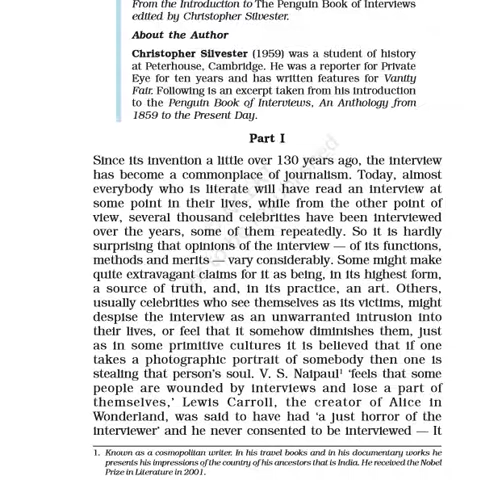 From the Introduction to The Penguin Book of Interviews
edited by Christopher Silvester.
About the Author
Christopher Silvester (1959) was a student of history
at Peterhouse, Cambridge. He was a reporter for Private
Eye for ten years and has written features for Vanity
Fair. Following is an excerpt taken from his introduction
to the Penguin Book of Interviews, An Anthology from
1859 to the Present Day.
Part I
Since its invention a little over 130 years ago, the interview
has become a commonplace of journalism. Today, almost
everybody who is literate will have read an interview at
some point in their lives, while from the other point of
view, several thousand celebrities have been interviewed
over the years, some of them repeatedly. So it is hardly
surprising that opinions of the interview — of its functions,
methods and merits — vary considerably. Some might make
quite extravagant claims for it as being, in its highest form,
a source of truth, and, in its practice, an art. Others,
usually celebrities who see themselves as its victims, might
despise the interview as an unwarranted intrusion into
their lives, or feel that it somehow diminishes them, just
as in some primitive cultures it is believed that if one
takes a photographic portrait of somebody then one is
stealing that person's soul. V. S. Naipaul¹ ‘feels that some
people are wounded by interviews and lose a part of
themselves,’ Lewis Carroll, the creator of Alice in
Wonderland, was said to have had ‘a just horror of the
interviewer’ and he never consented to be interviewed — It
1. Known as a cosmopolitan writer. In his travel books and in his documentary works he
presents his impressions of the country of his ancestors that is India. He received the Nobel
Prize in Literature in 2001.